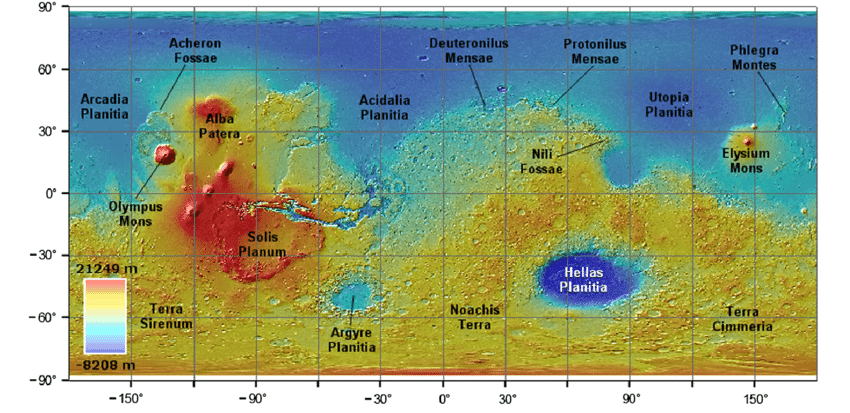 90°
Acheron
Fossae
Deuteronilus
Mensae
Protonilus
Mensae
Phlegra
Montes
60°
Arcadia
Planitia
Alba
Patera
Acidalia
Planitia
Utopia
Planitia
30°
Nili
Fossae
Elysium
Mons
0°
Olympus
Mons
Solis
Planum
−30°
21249 m
Hellas
Planitia
Terra
Sirenum
Noachis
Terra
Terra
Cimmeria
−60°
Argyre
Planitia
-8208 m
−90°
−150°
−90°
−30°
0°
30°
90°
150°